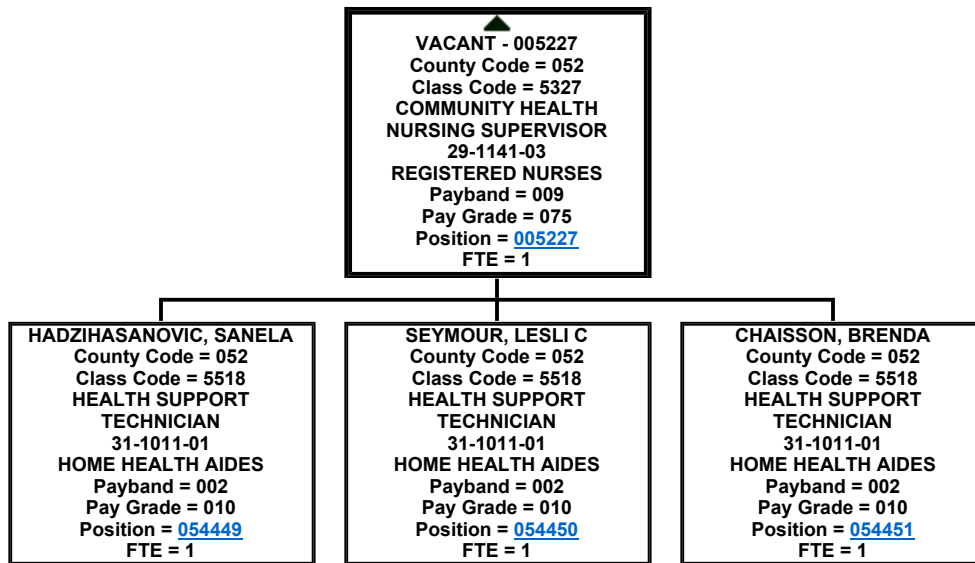 VACANT - 005227
County Code = 052
Class Code = 5327
COMMUNITY HEALTH
NURSING SUPERVISOR
29-1141-03
REGISTERED NURSES
Payband = 009
Pay Grade = 075
Position = 005227
FTE = 1
HADZIHASANOVIC, SANELA
County Code = 052
Class Code = 5518
HEALTH SUPPORT
TECHNICIAN
31-1011-01
HOME HEALTH AIDES
Payband = 002
Pay Grade = 010
Position = 054449
FTE = 1
SEYMOUR, LESLI C
County Code = 052
Class Code = 5518
HEALTH SUPPORT
TECHNICIAN
31-1011-01
HOME HEALTH AIDES
Payband = 002
Pay Grade = 010
Position = 054450
FTE = 1
CHAISSON, BRENDA
County Code = 052
Class Code = 5518
HEALTH SUPPORT
TECHNICIAN
31-1011-01
HOME HEALTH AIDES
Payband = 002
Pay Grade = 010
Position = 054451
FTE = 1